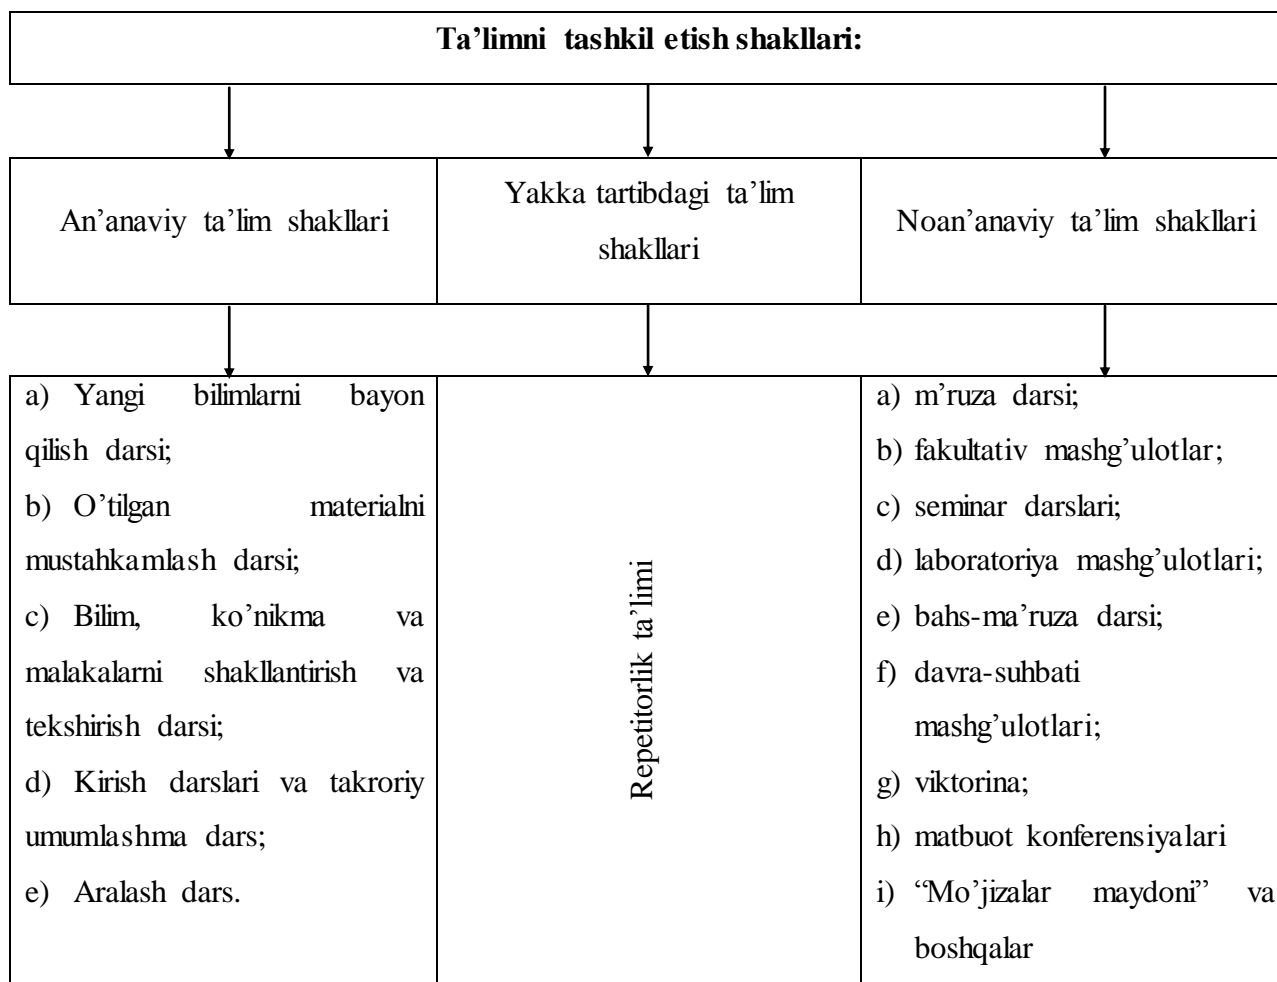 Ta’limni tashkil etish shakllari:
An’anaviy ta’lim shakllari
Yakka tartibdagi ta’lim
shakllari
Noan’anaviy ta’lim shakllari
a) Yangi bilimlarni bayon
qilish darsi;
b) O’tilgan materialni
mustahkamlash darsi;
c) Bilim, ko’nikma va
malakalarni shakllantirish va
tekshirish darsi;
d) Kirish darslari va takroriy
umumlashma dars;
e) Aralash dars.
Repetitorlik ta’limi
a) m’ruza darsi;
b) fakultativ mashg’ulotlar;
c) seminar darslari;
d) laboratoriya mashg’ulotlari;
e) bahs-ma’ruza darsi;
f) davra-suhbati
mashg’ulotlari;
g) viktorina;
h) matbuot konferensiyalari
i) “Mo’jizalar maydoni” va
boshqalar